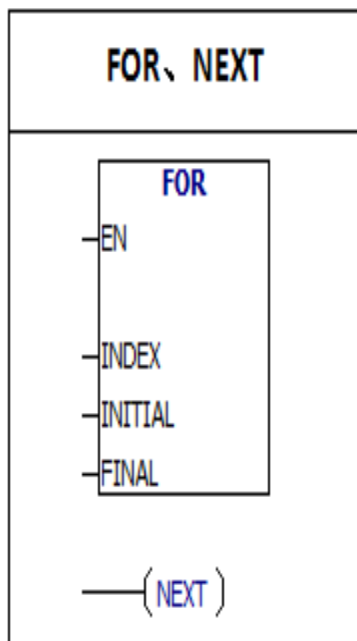 FOR、NEXT
FOR
EN
INDEX
INITIAL
FINAL
NEXT